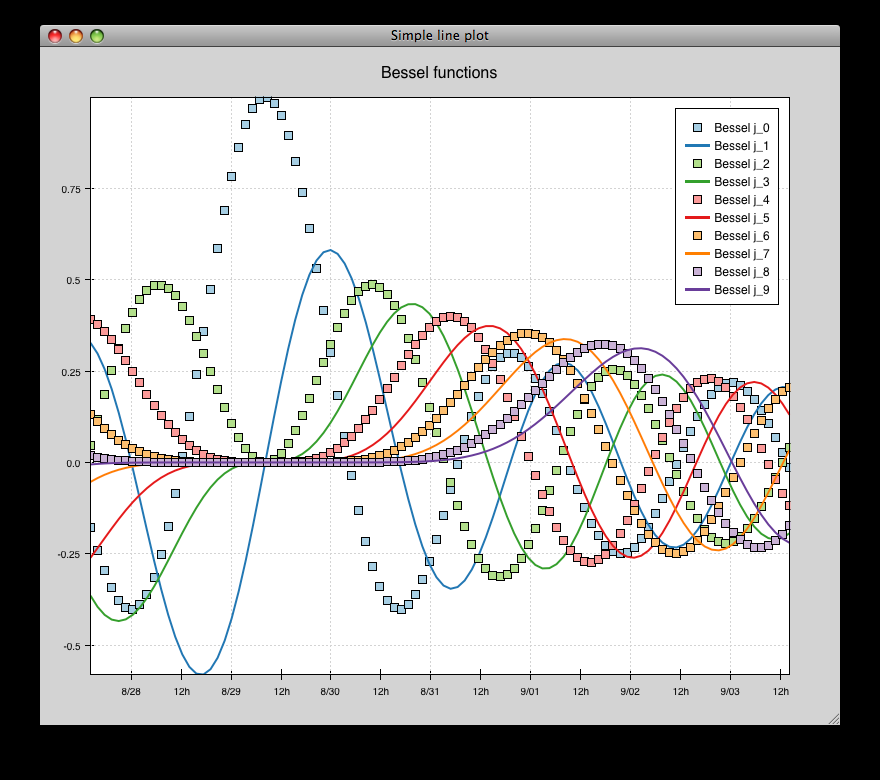 Simple line plot
Bessel functions
Bessel j_0
Bessel j_1
Bessel j_2
Bessel j_3
Bessel j_4
Bessel j_5
Bessel j_6
Bessel j_7
Bessel j_8
Bessel j_9
0.75
0.5
0.25
0.0
-0.25
-0.5
8/28 12h 8/29 12h 8/30 12h 8/31 12h 9/01 12h 9/02 12h 9/03 12h